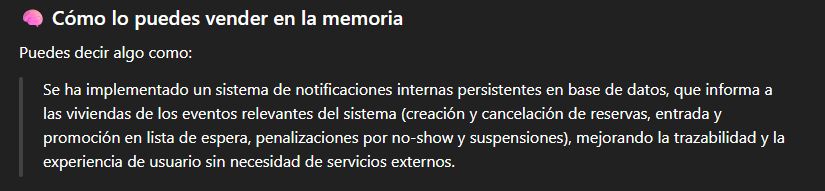 🧠 Cómo lo puedes vender en la memoria
Puedes decir algo como:
Se ha implementado un sistema de notificaciones internas persistentes en base de datos, que informa a
las viviendas de los eventos relevantes del sistema (creación y cancelación de reservas, entrada y
promoción en lista de espera, penalizaciones por no-show y suspensiones), mejorando la trazabilidad y la
experiencia de usuario sin necesidad de servicios externos.